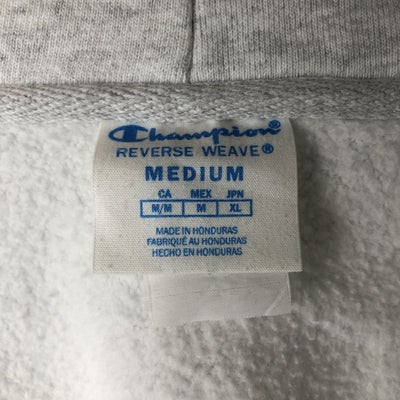 Champion®
REVERSE WEAVE®
MEDIUM
CA MEX JPN
M/M M XL
MADE IN HONDURAS
FABRIQUÉ AU HONDURAS
HECHO EN HONDURAS